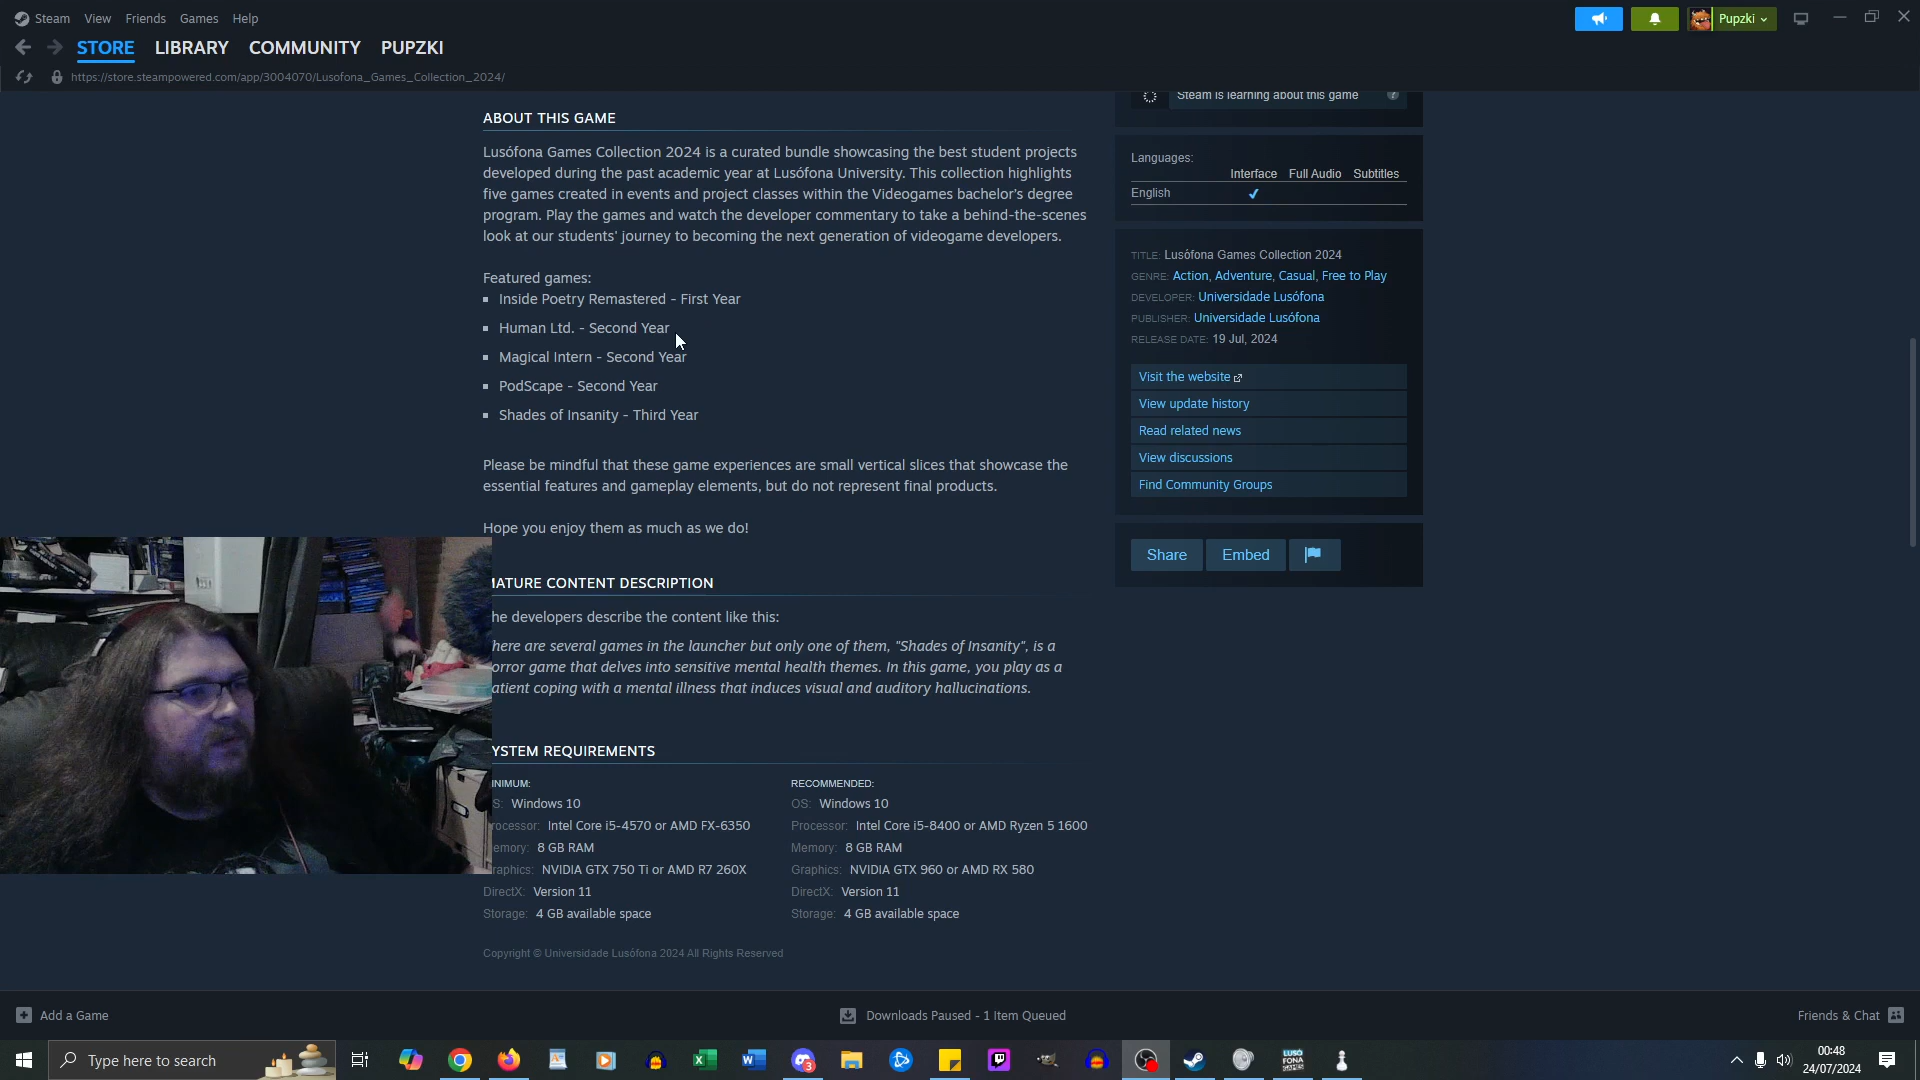 Steam View Friends Games Help
Pupzki
STORE LIBRARY COMMUNITY PUPZKI
https://store.steampowered.com/app/3004070/Lusofona_Games_Collection_2024/
ABOUT THIS GAME
Lusófona Games Collection 2024 is a curated bundle showcasing the best student projects
developed during the past academic year at Lusófona University. This collection highlights
five games created in events and project classes within the Videogames bachelor's degree
program. Play the games and watch the developer commentary to take a behind-the-scenes
look at our students' journey to becoming the next generation of videogame developers.
Featured games:
Inside Poetry Remastered - First Year
Human Ltd. - Second Year
Magical Intern - Second Year
PodScape - Second Year
Shades of Insanity - Third Year
Please be mindful that these game experiences are small vertical slices that showcase the
essential features and gameplay elements, but do not represent final products.
Hope you enjoy them as much as we do!
MATURE CONTENT DESCRIPTION
he developers describe the content like this:
here are several games in the launcher but only one of them, "Shades of Insanity", is a
orror game that delves into sensitive mental health themes. In this game, you play as a
atient coping with a mental illness that induces visual and auditory hallucinations.
YSTEM REQUIREMENTS
INIMUM:
S: Windows 10
rocessor: Intel Core i5-4570 or AMD FX-6350
emory: 8 GB RAM
raphics: NVIDIA GTX 750 Ti or AMD R7 260X
DirectX: Version 11
Storage: 4 GB available space
RECOMMENDED:
OS: Windows 10
Processor: Intel Core i5-8400 or AMD Ryzen 5 1600
Memory: 8 GB RAM
Graphics: NVIDIA GTX 960 or AMD RX 580
DirectX: Version 11
Storage: 4 GB available space
Copyright © Universidade Lusófona 2024 All Rights Reserved
Steam is learning about this game ?
Languages:
Interface Full Audio Subtitles
English ✔
TITLE: Lusófona Games Collection 2024
GENRE: Action, Adventure, Casual, Free to Play
DEVELOPER: Universidade Lusófona
PUBLISHER: Universidade Lusófona
RELEASE DATE: 19 Jul, 2024
Visit the website
View update history
Read related news
View discussions
Find Community Groups
Share Embed
Add a Game
Downloads Paused - 1 Item Queued
Friends & Chat
Type here to search
3
LUSÓ
FONA
GAMES
00:48
24/07/2024